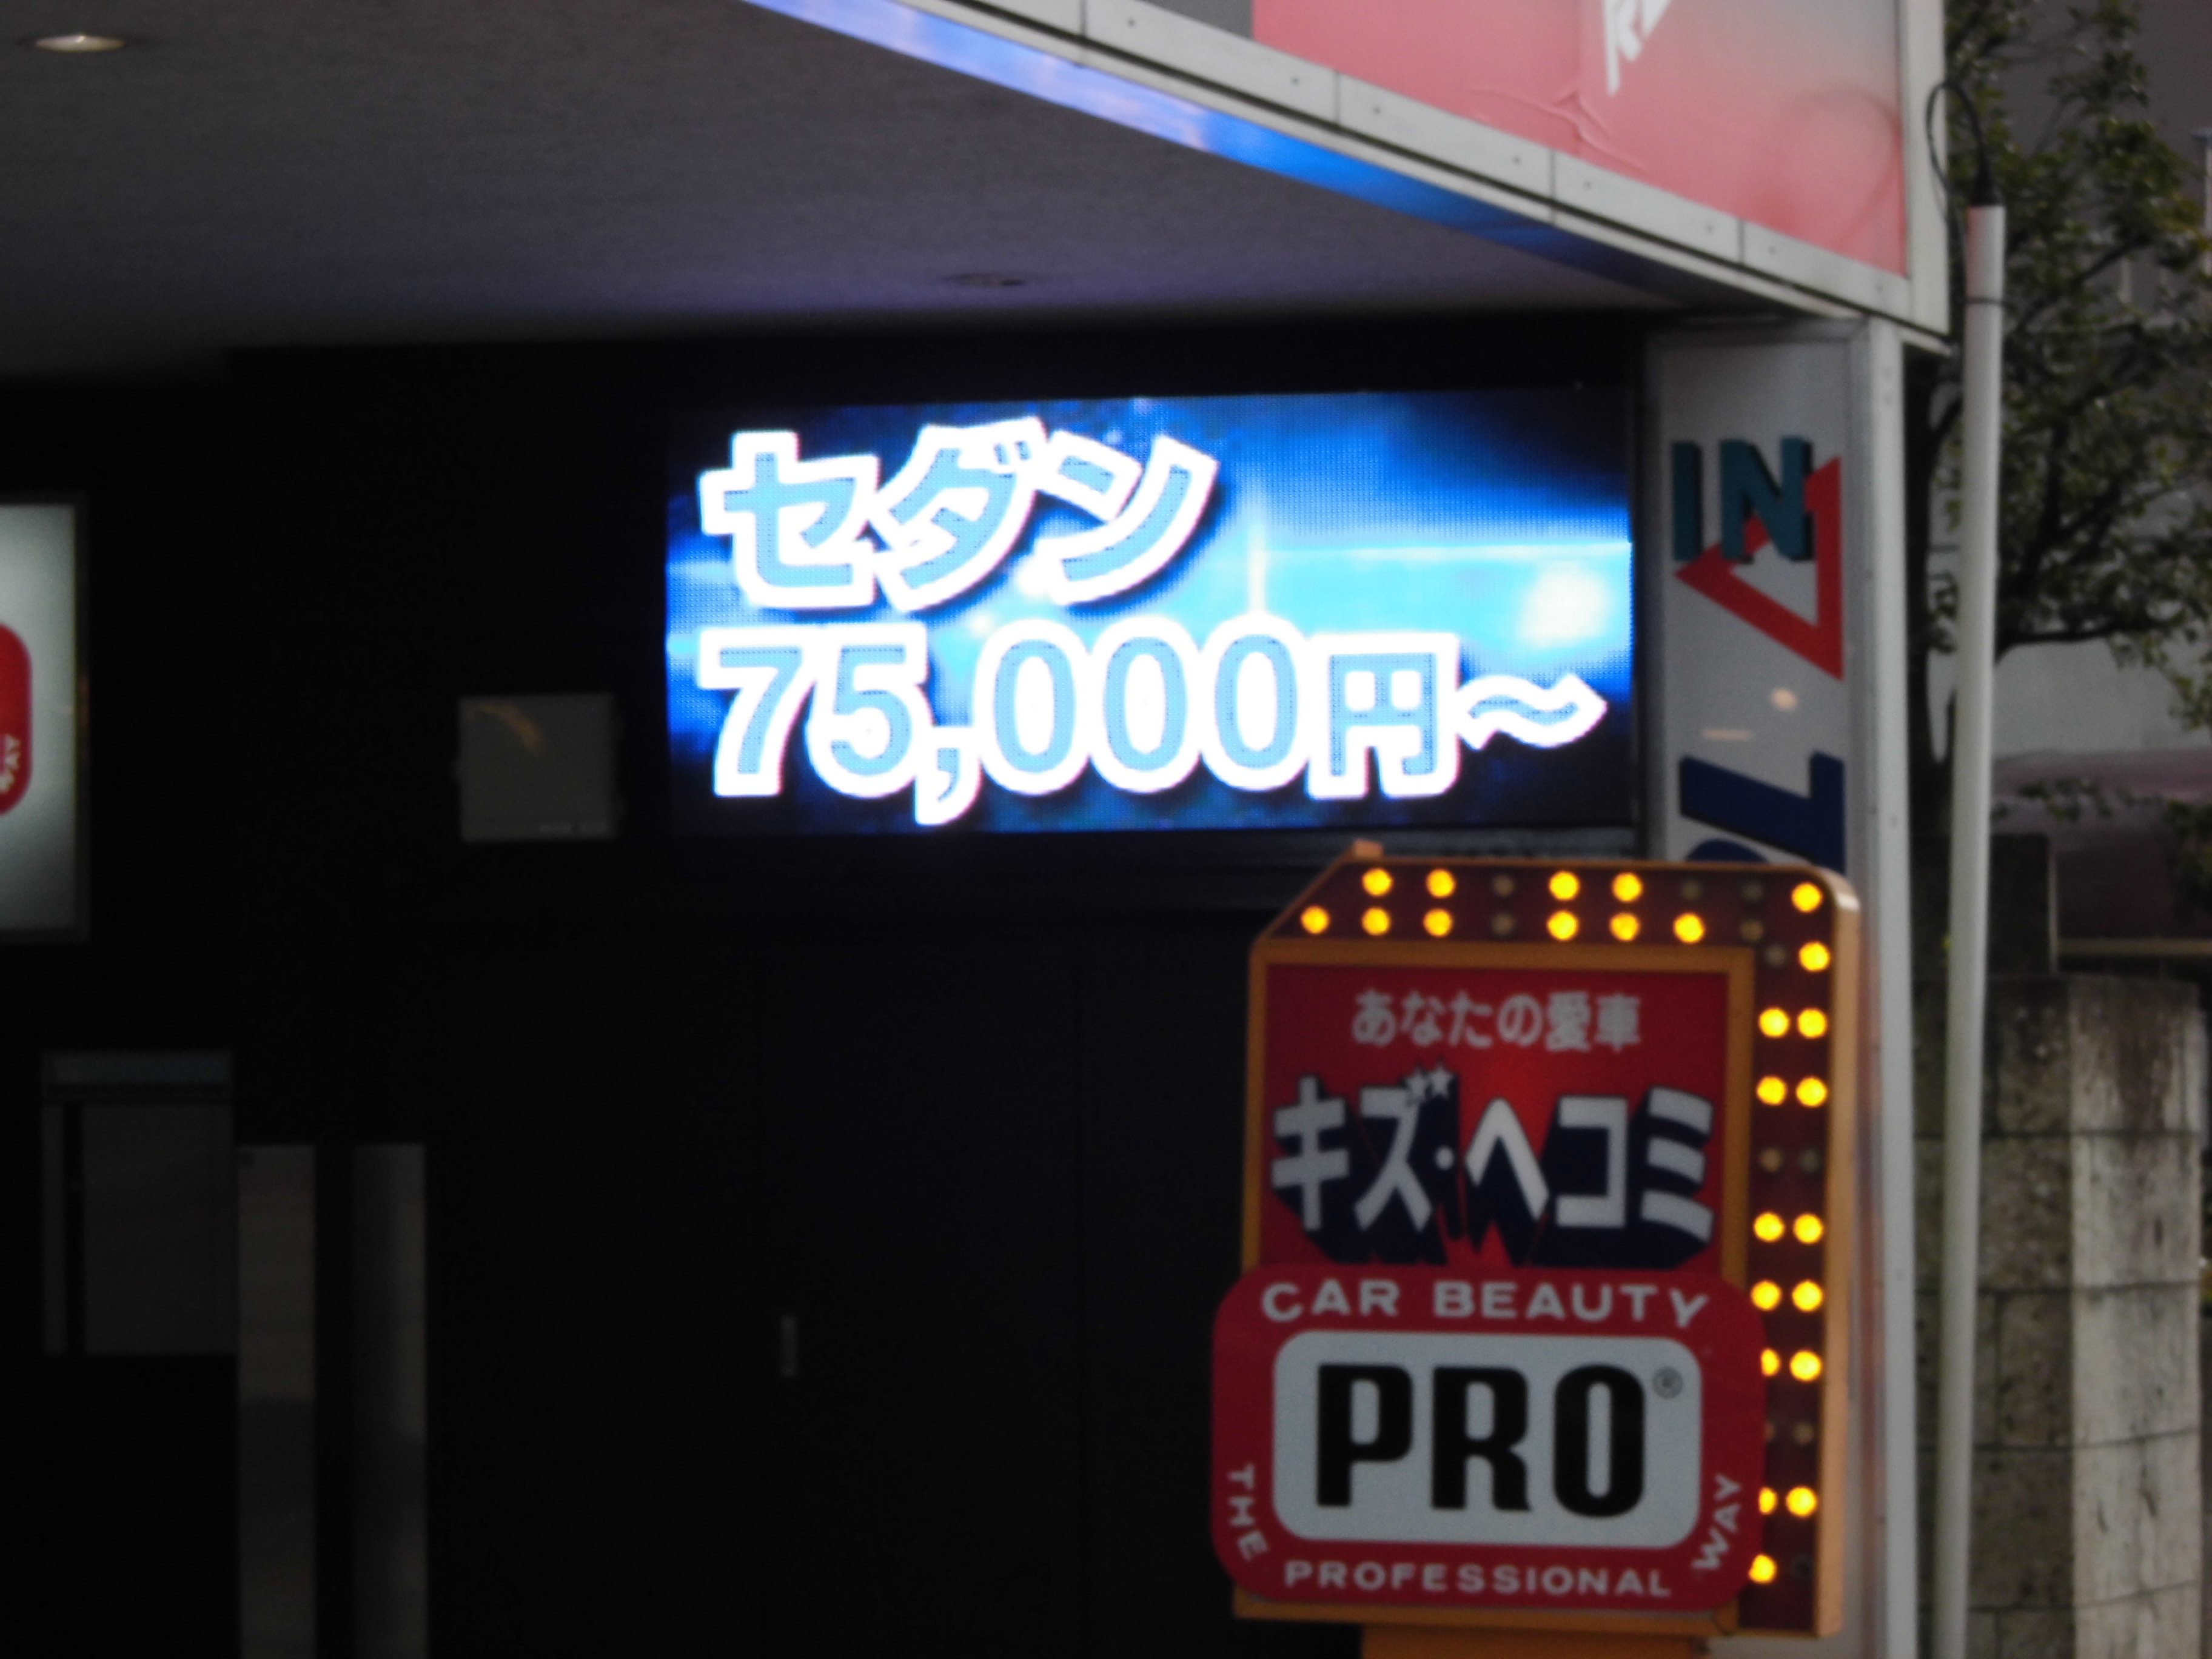 セダン
75,000円～
IN
あなたの愛車
キズ・ヘコミ
CAR BEAUTY
PRO®
THE PROFESSIONAL WAY
WAY